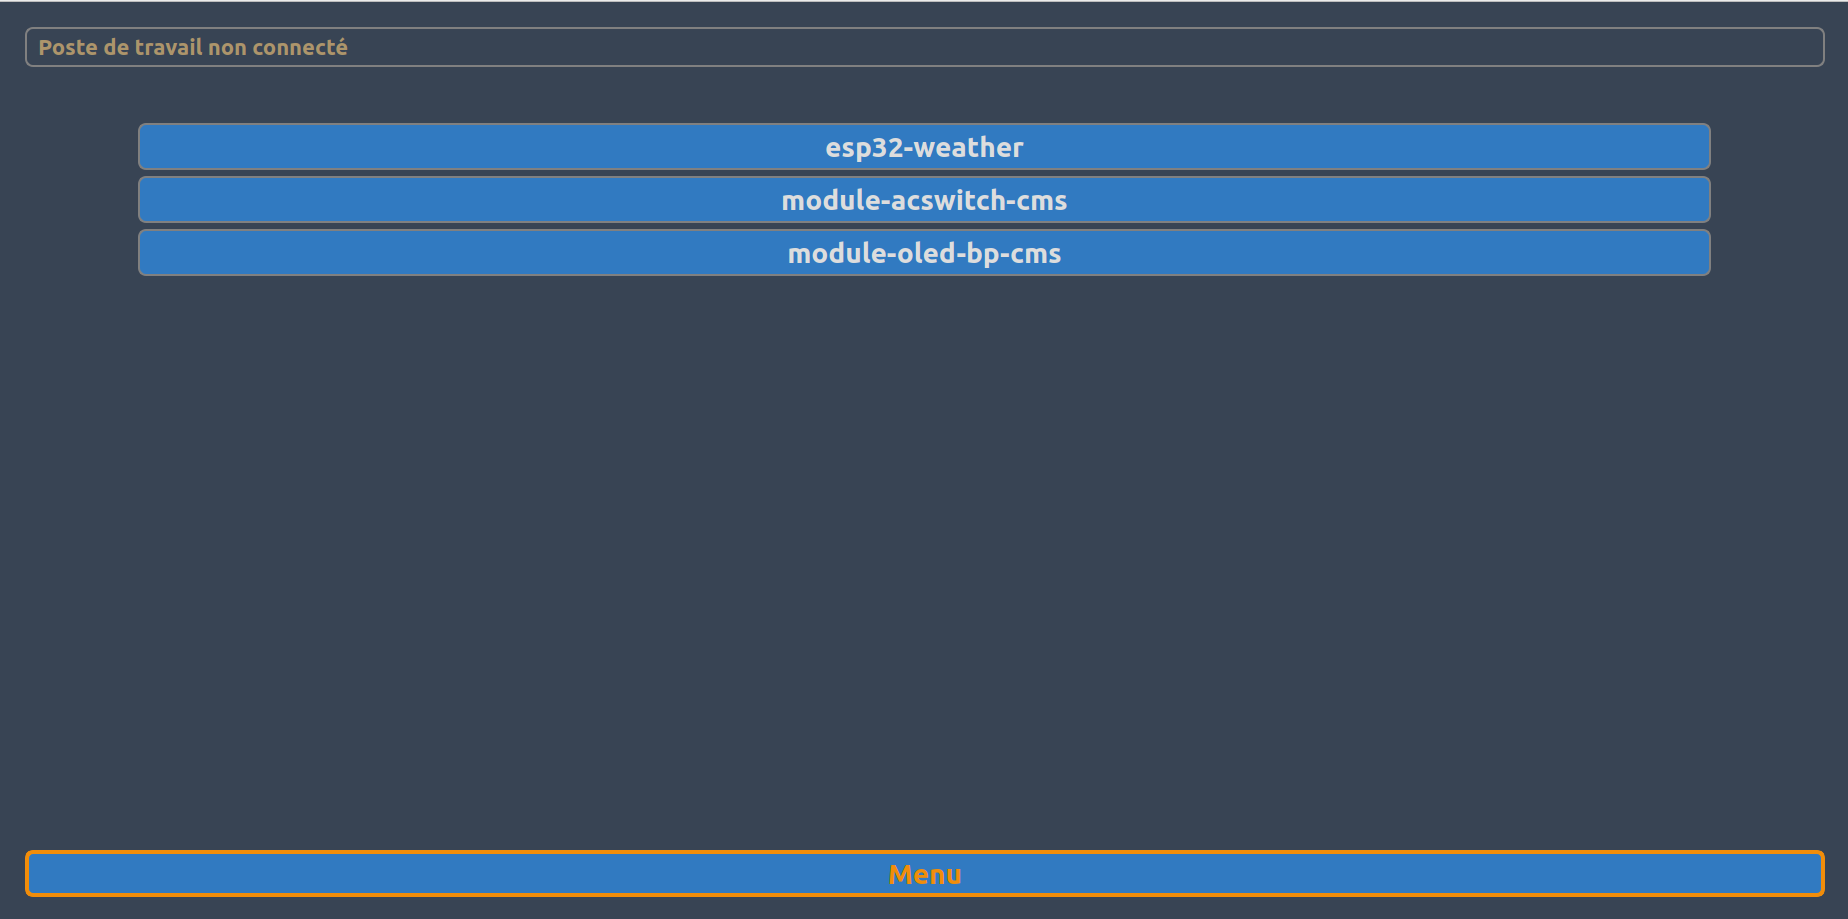 Poste de travail non connecté
esp32-weather
module-acswitch-cms
module-oled-bp-cms
Menu